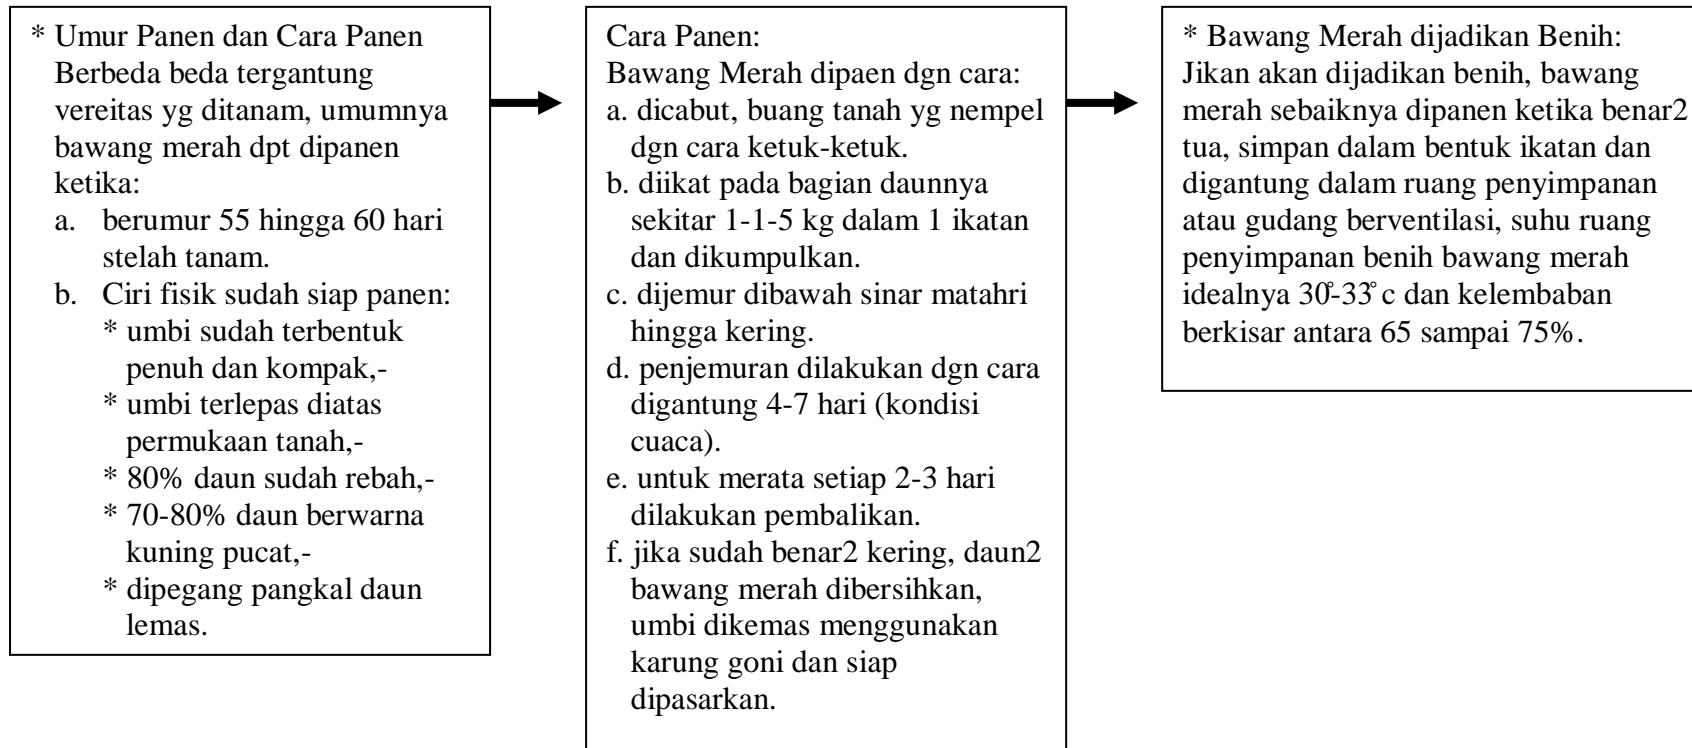 * Umur Panen dan Cara Panen
Berbeda beda tergantung
vereitas yg ditanam, umumnya
bawang merah dpt dipanen
ketika:
a. berumur 55 hingga 60 hari
stelah tanam.
b. Ciri fisik sudah siap panen:
* umbi sudah terbentuk
penuh dan kompak,-
* umbi terlepas diatas
permukaan tanah,-
* 80% daun sudah rebah,-
* 70-80% daun berwarna
kuning pucat,-
* dipegang pangkal daun
lemas.
Cara Panen:
Bawang Merah dipaen dgn cara:
a. dicabut, buang tanah yg nempel
dgn cara ketuk-ketuk.
b. diikat pada bagian daunnya
sekitar 1-1-5 kg dalam 1 ikatan
dan dikumpulkan.
c. dijemur dibawah sinar matahri
hingga kering.
d. penjemuran dilakukan dgn cara
digantung 4-7 hari (kondisi
cuaca).
e. untuk merata setiap 2-3 hari
dilakukan pembalikan.
f. jika sudah benar2 kering, daun2
bawang merah dibersihkan,
umbi dikemas menggunakan
karung goni dan siap
dipasarkan.
* Bawang Merah dijadikan Benih:
Jikan akan dijadikan benih, bawang
merah sebaiknya dipanen ketika benar2
tua, simpan dalam bentuk ikatan dan
digantung dalam ruang penyimpanan
atau gudang berventilasi, suhu ruang
penyimpanan benih bawang merah
idealnya 30°-33° c dan kelembaban
berkisar antara 65 sampai 75%.